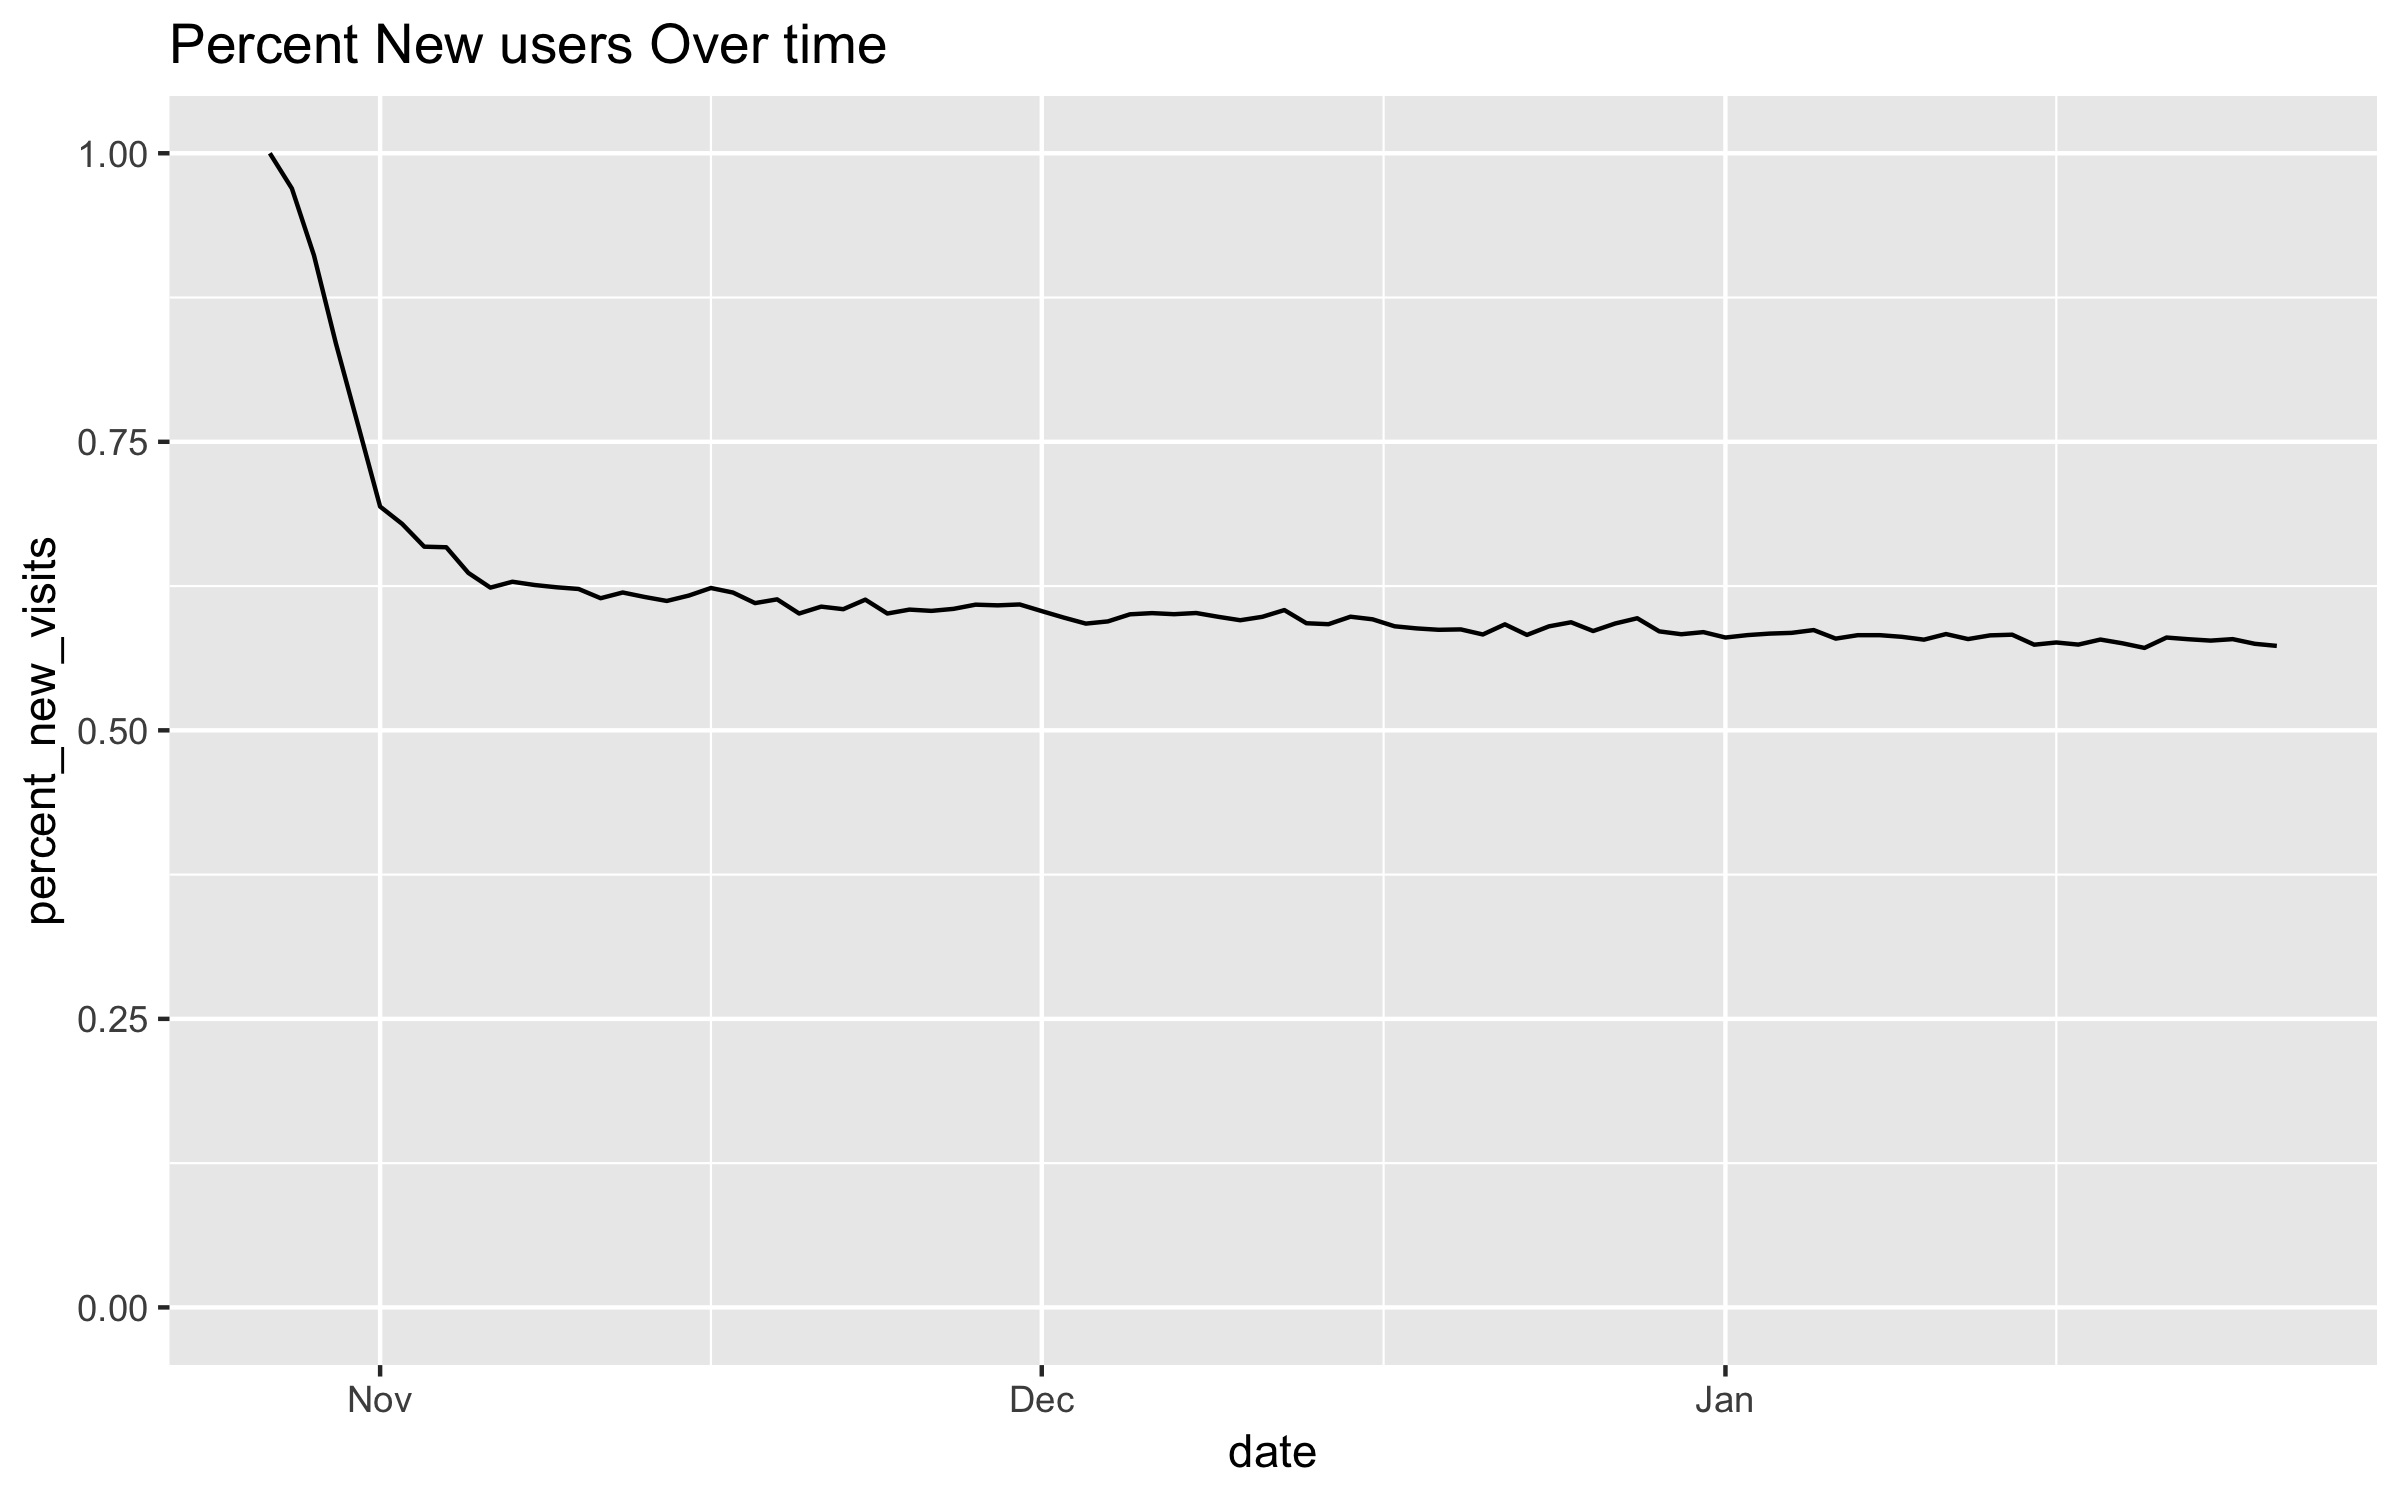 Percent New users Over time
percent_new_visits
1.00
0.75
0.50
0.25
0.00
Nov
Dec
Jan
date